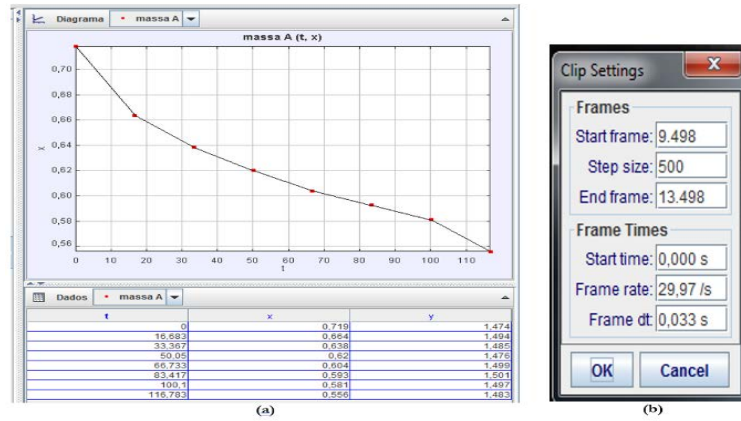 Diagrama massa A
massa A (t, x)
0,70
0,68
0,66
0,64
0,62
0,60
0,58
0,56
x
0 10 20 30 40 50 60 70 80 90 100 110
t
Dados massa A
t x y
0 0,719 1,474
16,683 0,664 1,494
33,367 0,638 1,485
50,05 0,62 1,476
66,733 0,604 1,499
83,417 0,593 1,501
100,1 0,581 1,497
116,783 0,556 1,483
(a)
Clip Settings
X
Frames
Start frame: 9.498
Step size: 500
End frame: 13.498
Frame Times
Start time: 0,000 s
Frame rate: 29,97 /s
Frame dt: 0,033 s
OK Cancel
(b)